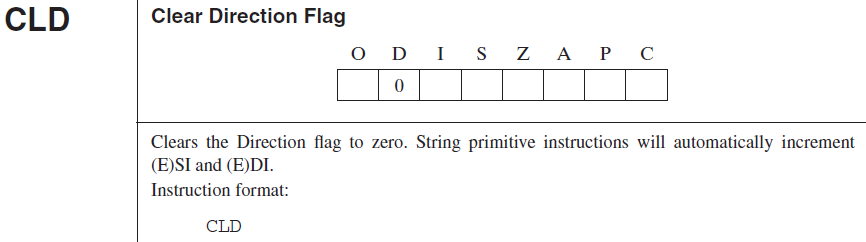 CLD
Clear Direction Flag
O D I S Z A P C
0
Clears the Direction flag to zero. String primitive instructions will automatically increment
(E)SI and (E)DI.
Instruction format:
CLD